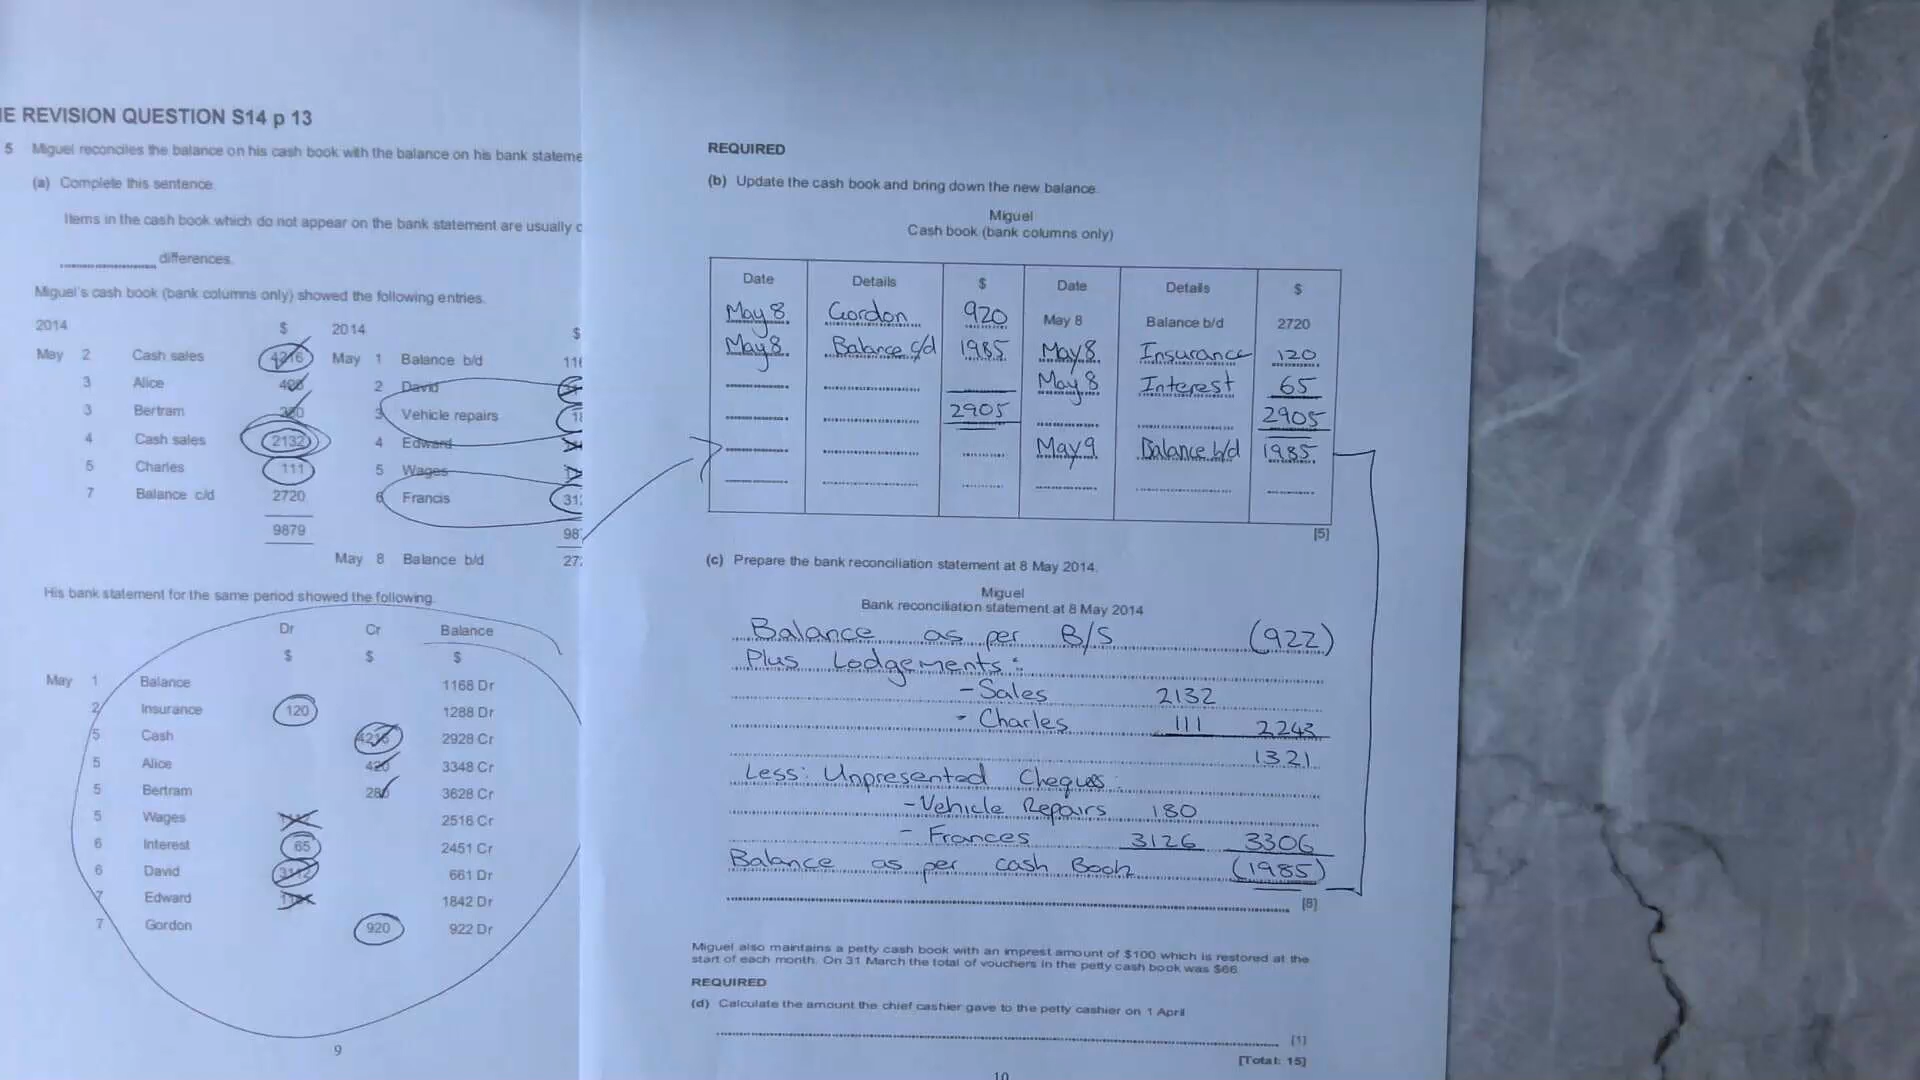 E REVISION QUESTION S14 p 13
5 Miguel reconciles the balance on his cash book with the balance on his bank stateme
(a) Complete this sentence.
Items in the cash book which do not appear on the bank statement are usually c
differences.
Miguel's cash book (bank columns only) showed the following entries.
2014 $ 2014 $
May 2 Cash sales 4216 May 1 Balance b/d 116
3 Alice 420 2 David
3 Bertram 280 3 Vehicle repairs 18
4 Cash sales 2132 4 Edward
5 Charles 111 5 Wages
7 Balance c/d 2720 6 Francis 312
9879 987
May 8 Balance b/d 272
His bank statement for the same period showed the following.
Dr Cr Balance
$ $ $
May 1 Balance 1168 Dr
2 Insurance 120 1288 Dr
5 Cash 4216 2928 Cr
5 Alice 420 3348 Cr
5 Bertram 280 3628 Cr
5 Wages 2516 Cr
6 Interest 65 2451 Cr
6 David 3112 661 Dr
7 Edward 1842 Dr
7 Gordon 920 922 Dr
9
REQUIRED
(b) Update the cash book and bring down the new balance.
Miguel
Cash book (bank columns only)
Date Details $ Date Details $
May 8 Gordon 920 May 8 Balance b/d 2720
May 8 Balance c/d 1985 May 8 Insurance 120
May 8 Interest 65
2905 2905
May 9 Balance b/d 1985
[5]
(c) Prepare the bank reconciliation statement at 8 May 2014.
Miguel
Bank reconciliation statement at 8 May 2014
Balance as per B/S (922)
Plus Lodgements:
- Sales 2132
- Charles 111 2243
1321
Less: Unpresented Cheques:
- Vehicle Repairs 180
- Frances 3126 3306
Balance as per cash Book (1985)
[8]
Miguel also maintains a petty cash book with an imprest amount of $100 which is restored at the
start of each month. On 31 March the total of vouchers in the petty cash book was $66.
REQUIRED
(d) Calculate the amount the chief cashier gave to the petty cashier on 1 April
[1]
[Total: 15]
10